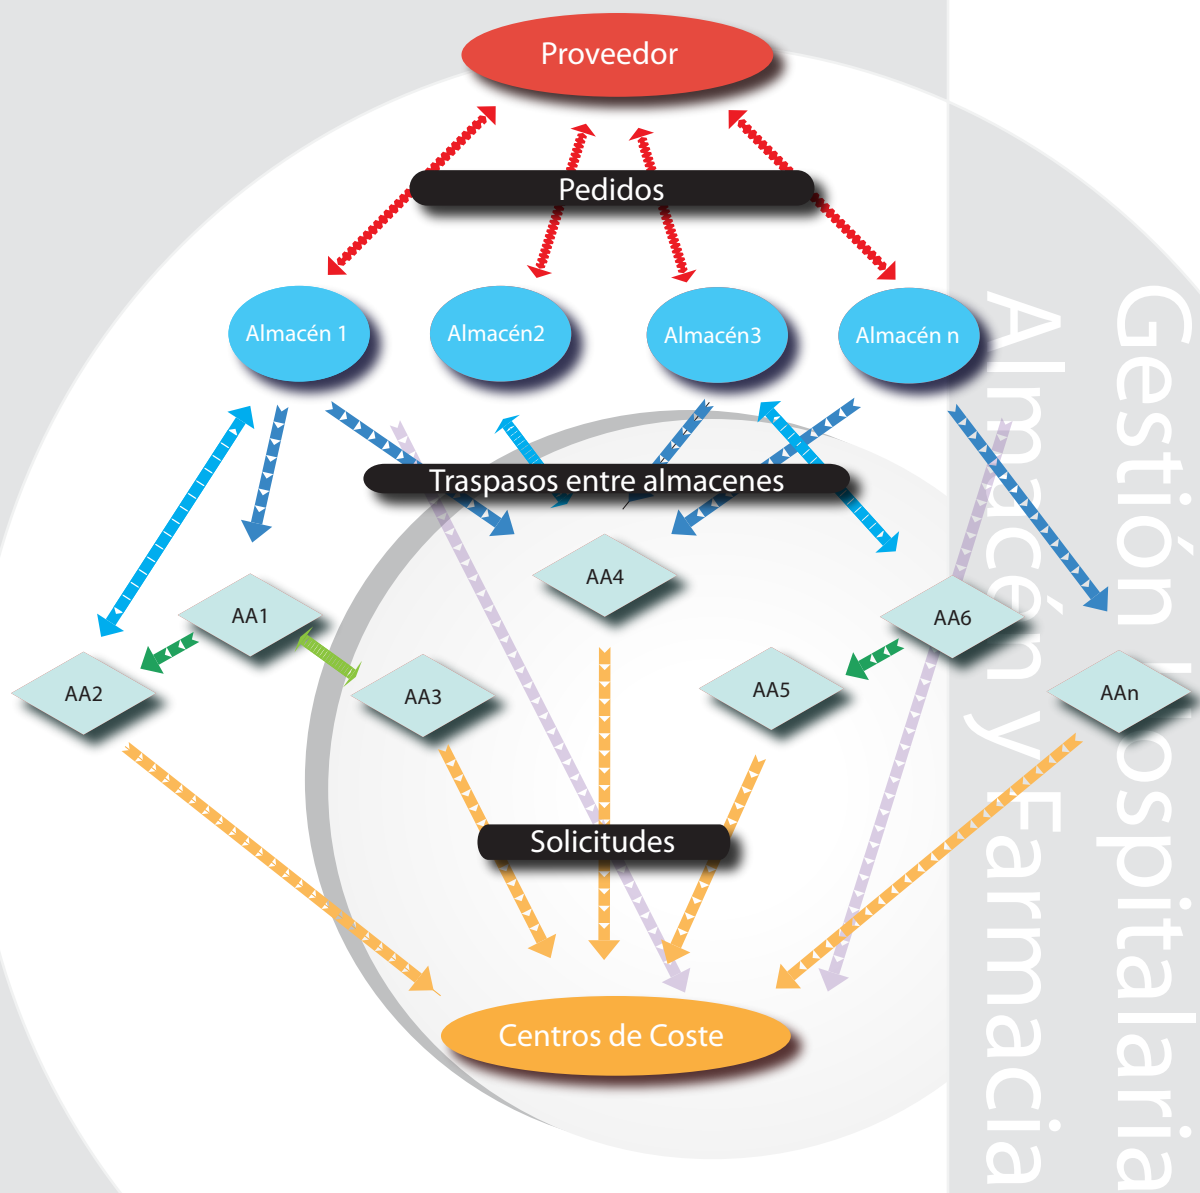 Proveedor
Pedidos
Almacén 1
Almacén2
Almacén3
Almacén n
Traspasos entre almacenes
AA4
AA1
AA6
AA2
AA3
AA5
AAn
Solicitudes
Centros de Coste
Gestión Hospitalaria
Almacén y Farmacia